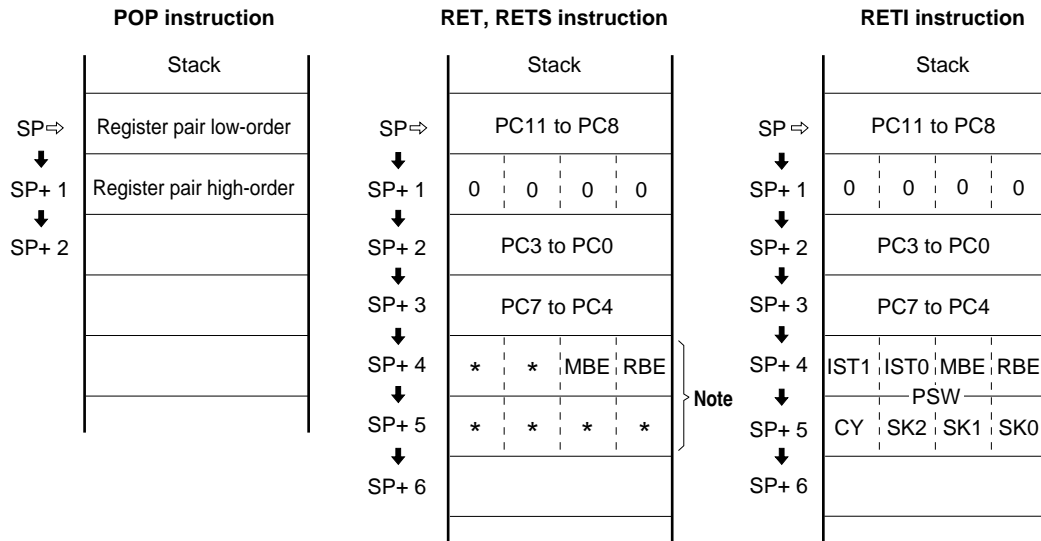 POP instruction
RET, RETS instruction
RETI instruction
Stack
SP⇨ Register pair low-order
SP+ 1 Register pair high-order
SP+ 2
Stack
SP⇨ PC11 to PC8
SP+ 1 0 0 0 0
SP+ 2 PC3 to PC0
SP+ 3 PC7 to PC4
SP+ 4 * * MBE RBE
Note
SP+ 5 * * * *
SP+ 6
Stack
SP ⇨ PC11 to PC8
SP+ 1 0 0 0 0
SP+ 2 PC3 to PC0
SP+ 3 PC7 to PC4
SP+ 4 IST1 IST0 MBE RBE
PSW
SP+ 5 CY SK2 SK1 SK0
SP+ 6